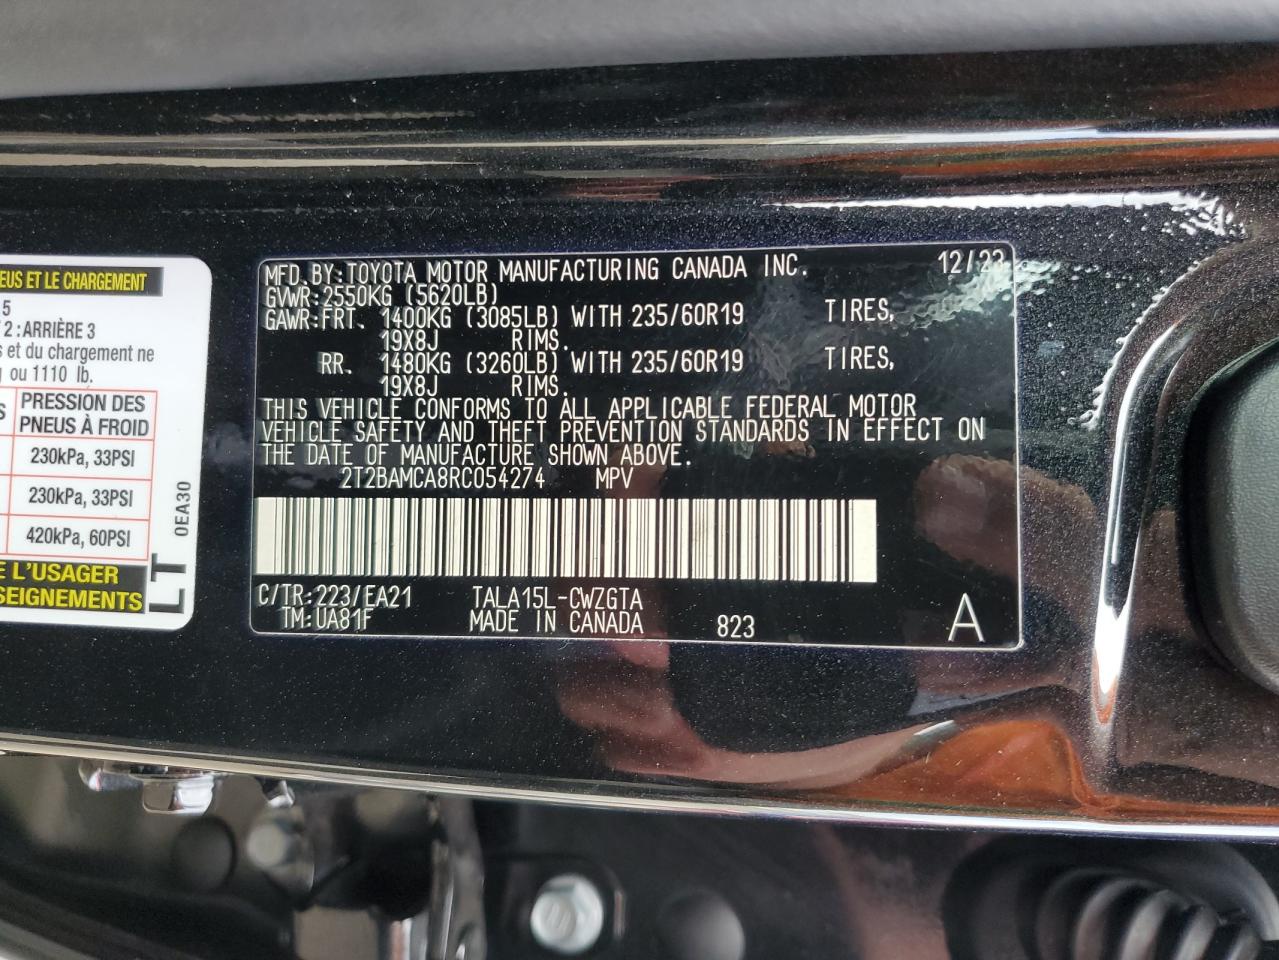 EUS ET LE CHARGEMENT
5
2 : ARRIÈRE 3
s et du chargement ne
ou 1110 lb.
PRESSION DES
PNEUS À FROID
230kPa, 33PSI
230kPa, 33PSI
420kPa, 60PSI
E L'USAGER
SEIGNEMENTS
LT
0EA30
MFD. BY:TOYOTA MOTOR MANUFACTURING CANADA INC. 12/23
GVWR:2550KG (5620LB)
GAWR:FRT. 1400KG (3085LB) WITH 235/60R19 TIRES,
19X8J RIMS.
RR. 1480KG (3260LB) WITH 235/60R19 TIRES,
19X8J RIMS.
THIS VEHICLE CONFORMS TO ALL APPLICABLE FEDERAL MOTOR
VEHICLE SAFETY AND THEFT PREVENTION STANDARDS IN EFFECT ON
THE DATE OF MANUFACTURE SHOWN ABOVE.
2T2BAMCA8RC054274 MPV
C/TR:223/EA21 TALA15L-CWZGTA
TM:UA81F MADE IN CANADA 823 A